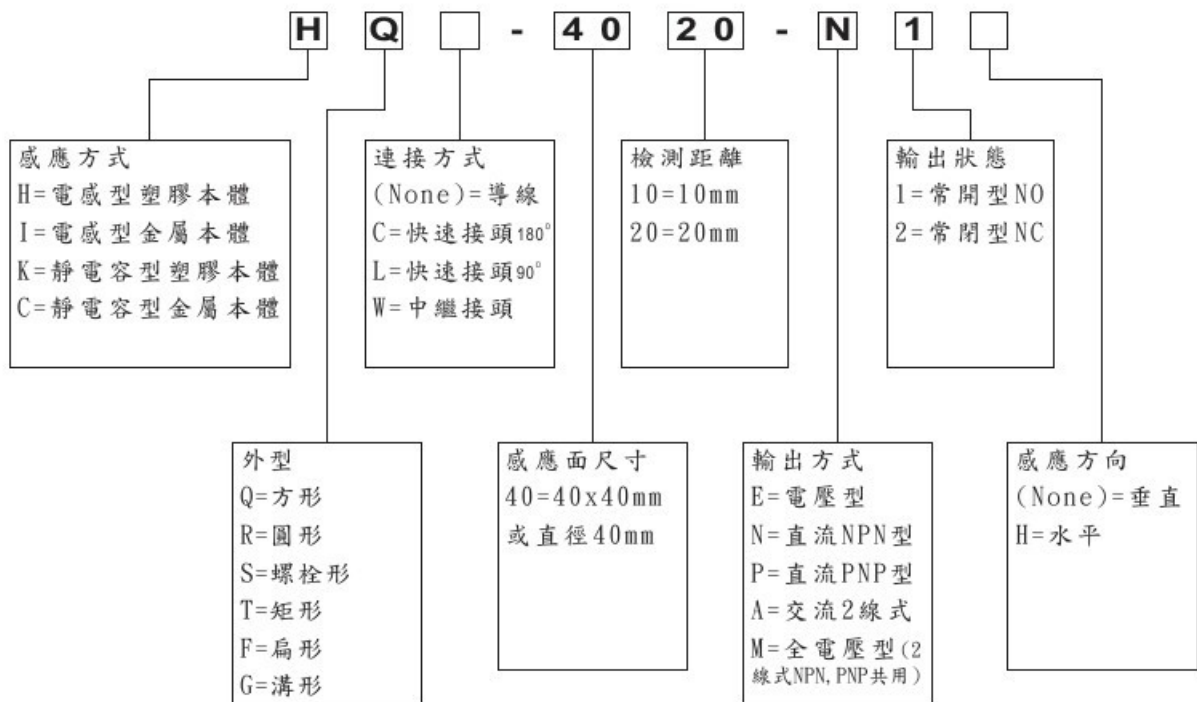 H Q - 40 20 - N 1
感應方式
H=電感型塑膠本體
I=電感型金屬本體
K=靜電容型塑膠本體
C=靜電容型金屬本體
連接方式
(None)=導線
C=快速接頭180°
L=快速接頭90°
W=中繼接頭
檢測距離
10=10mm
20=20mm
輸出狀態
1=常開型NO
2=常閉型NC
外型
Q=方形
R=圓形
S=螺栓形
T=矩形
F=扁形
G=溝形
感應面尺寸
40=40x40mm
或直徑40mm
輸出方式
E=電壓型
N=直流NPN型
P=直流PNP型
A=交流2線式
M=全電壓型(2
線式NPN,PNP共用)
感應方向
(None)=垂直
H=水平